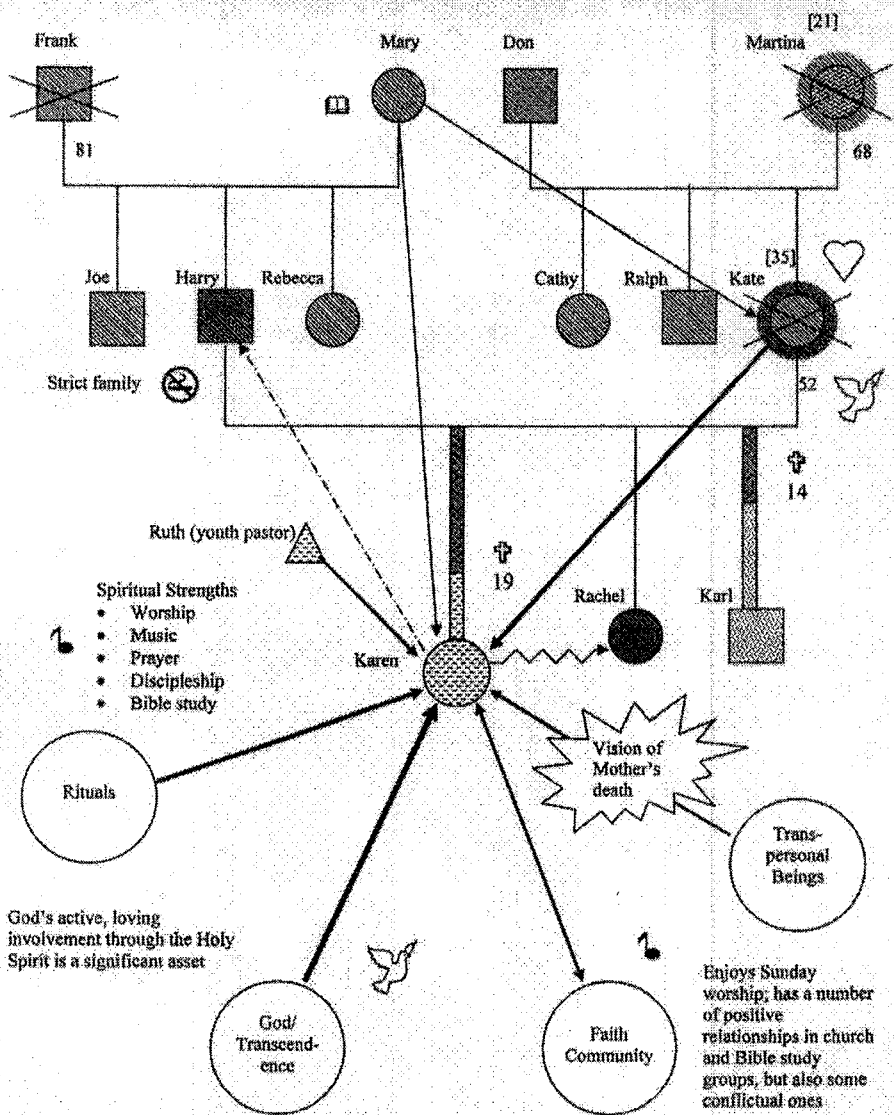 [21]
Frank
Mary
Don
Martina
81
68
[35]
Joe
Harry
Rebecca
Cathy
Ralph
Kate
Strict family
52
14
Ruth (youth pastor)
19
Spiritual Strengths
• Worship
• Music
• Prayer
• Discipleship
• Bible study
Rachel
Karl
Karen
Vision of
Mother's
death
Rituals
Trans-
personal
Beings
God's active, loving
involvement through the Holy
Spirit is a significant asset
God/
Transcend-
ence
Faith
Community
Enjoys Sunday
worship; has a number
of positive
relationships in church
and Bible study
groups, but also some
conflictual ones